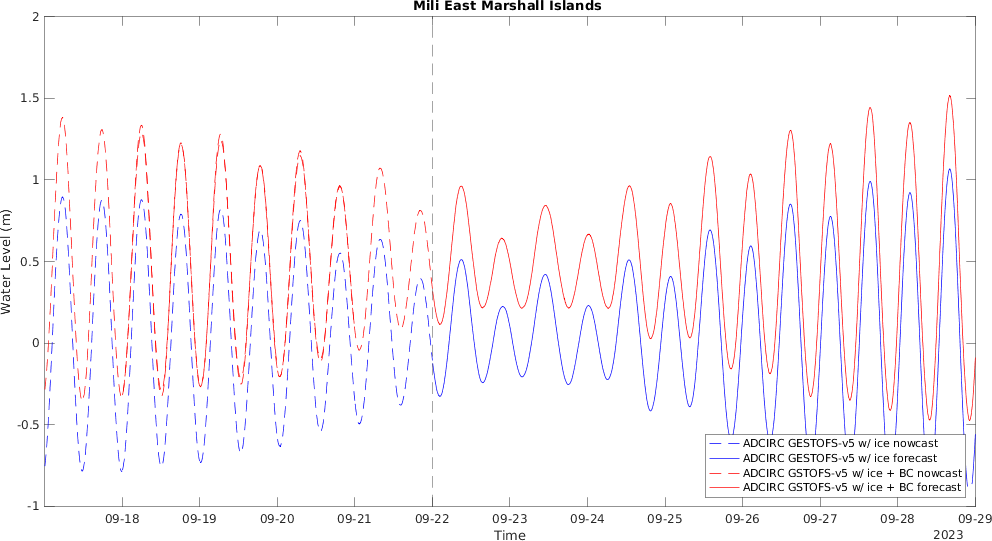 Mili East Marshall Islands
2
1.5
1
0.5
0
-0.5
-1
Water Level (m)
ADCIRC GESTOFS-v5 w/ ice nowcast
ADCIRC GESTOFS-v5 w/ ice forecast
ADCIRC GSTOFS-v5 w/ ice + BC nowcast
ADCIRC GSTOFS-v5 w/ ice + BC forecast
09-18 09-19 09-20 09-21 09-22 09-23 09-24 09-25 09-26 09-27 09-28 09-29
Time
2023